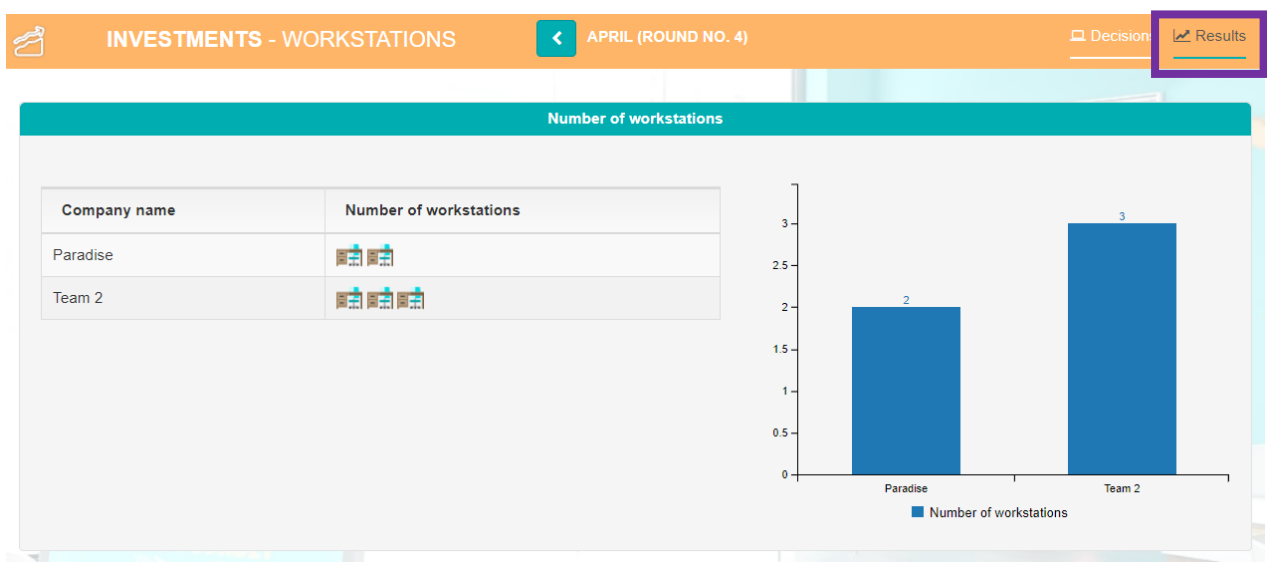 INVESTMENTS - WORKSTATIONS
APRIL (ROUND NO. 4)
Decisions
Results
Number of workstations
Company name
Number of workstations
Paradise
Team 2
3
2.5
2
1.5
1
0.5
0
2
3
Paradise
Team 2
Number of workstations